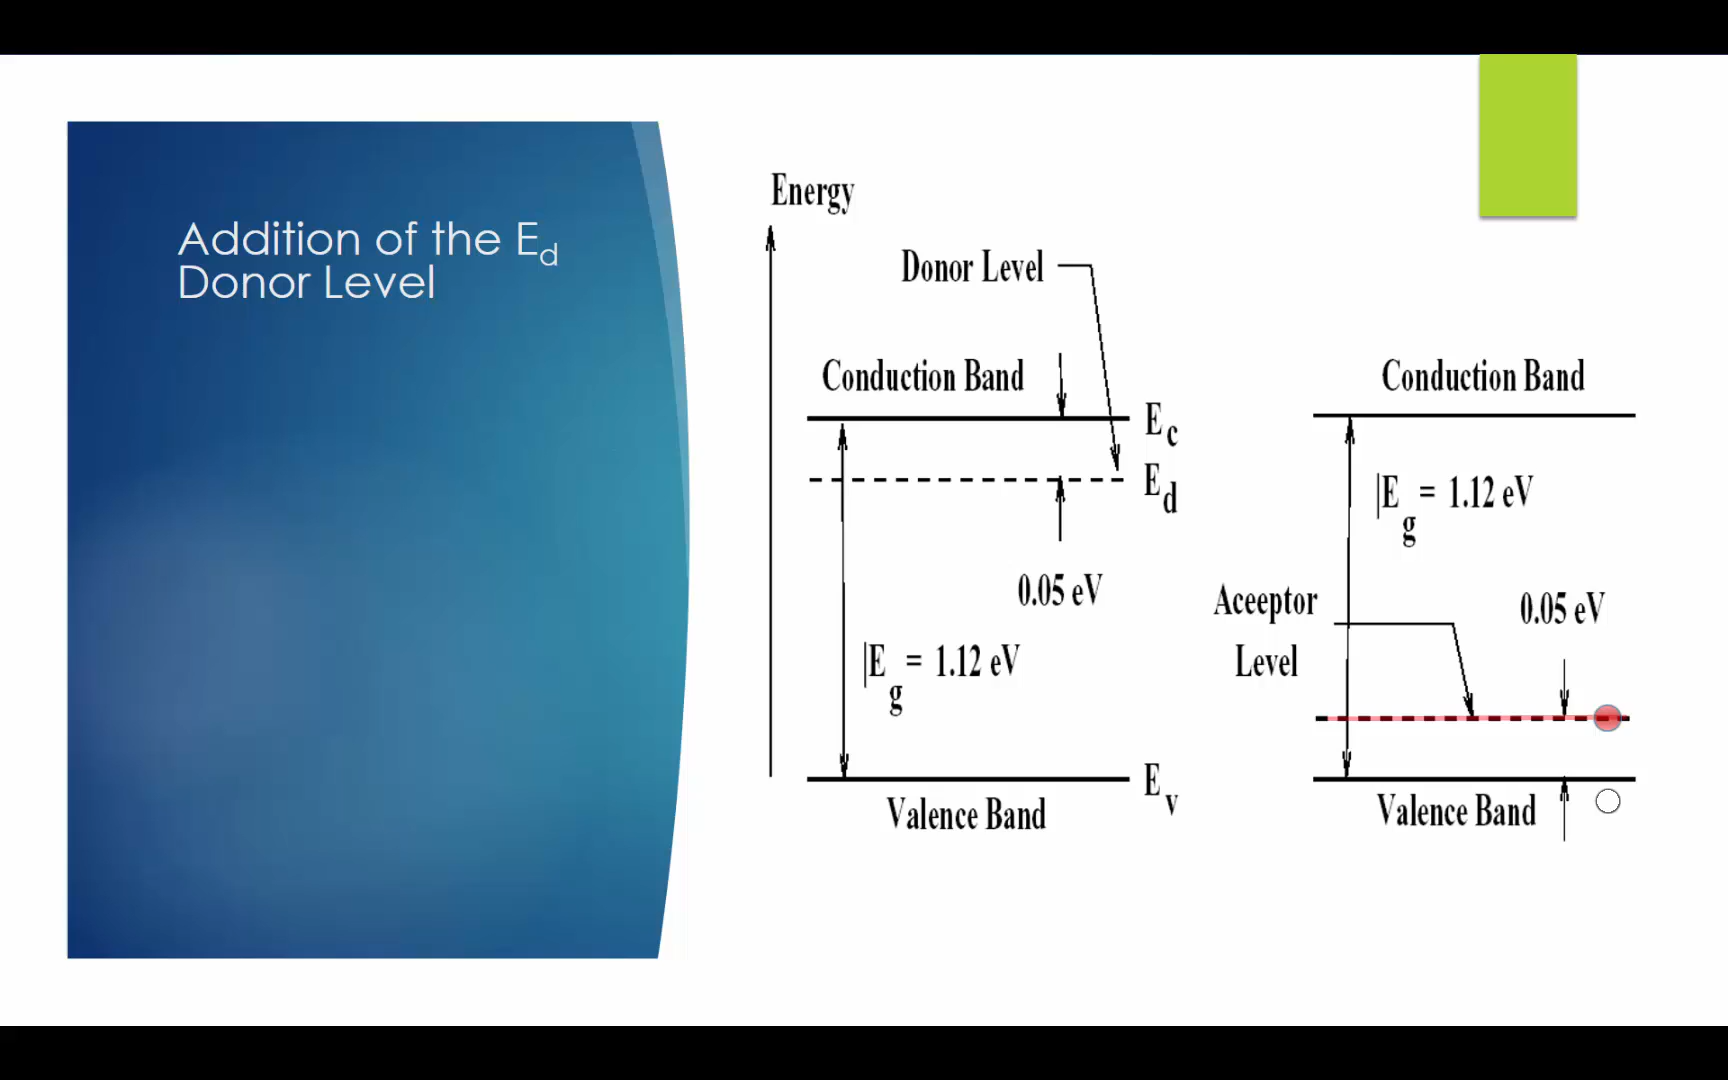 Addition of the Ed
Donor Level
Energy
Donor Level
Conduction Band
Ec
Ed
0.05 eV
|Eg = 1.12 eV
Ev
Valence Band
Conduction Band
|Eg = 1.12 eV
Aceeptor
Level
0.05 eV
Valence Band